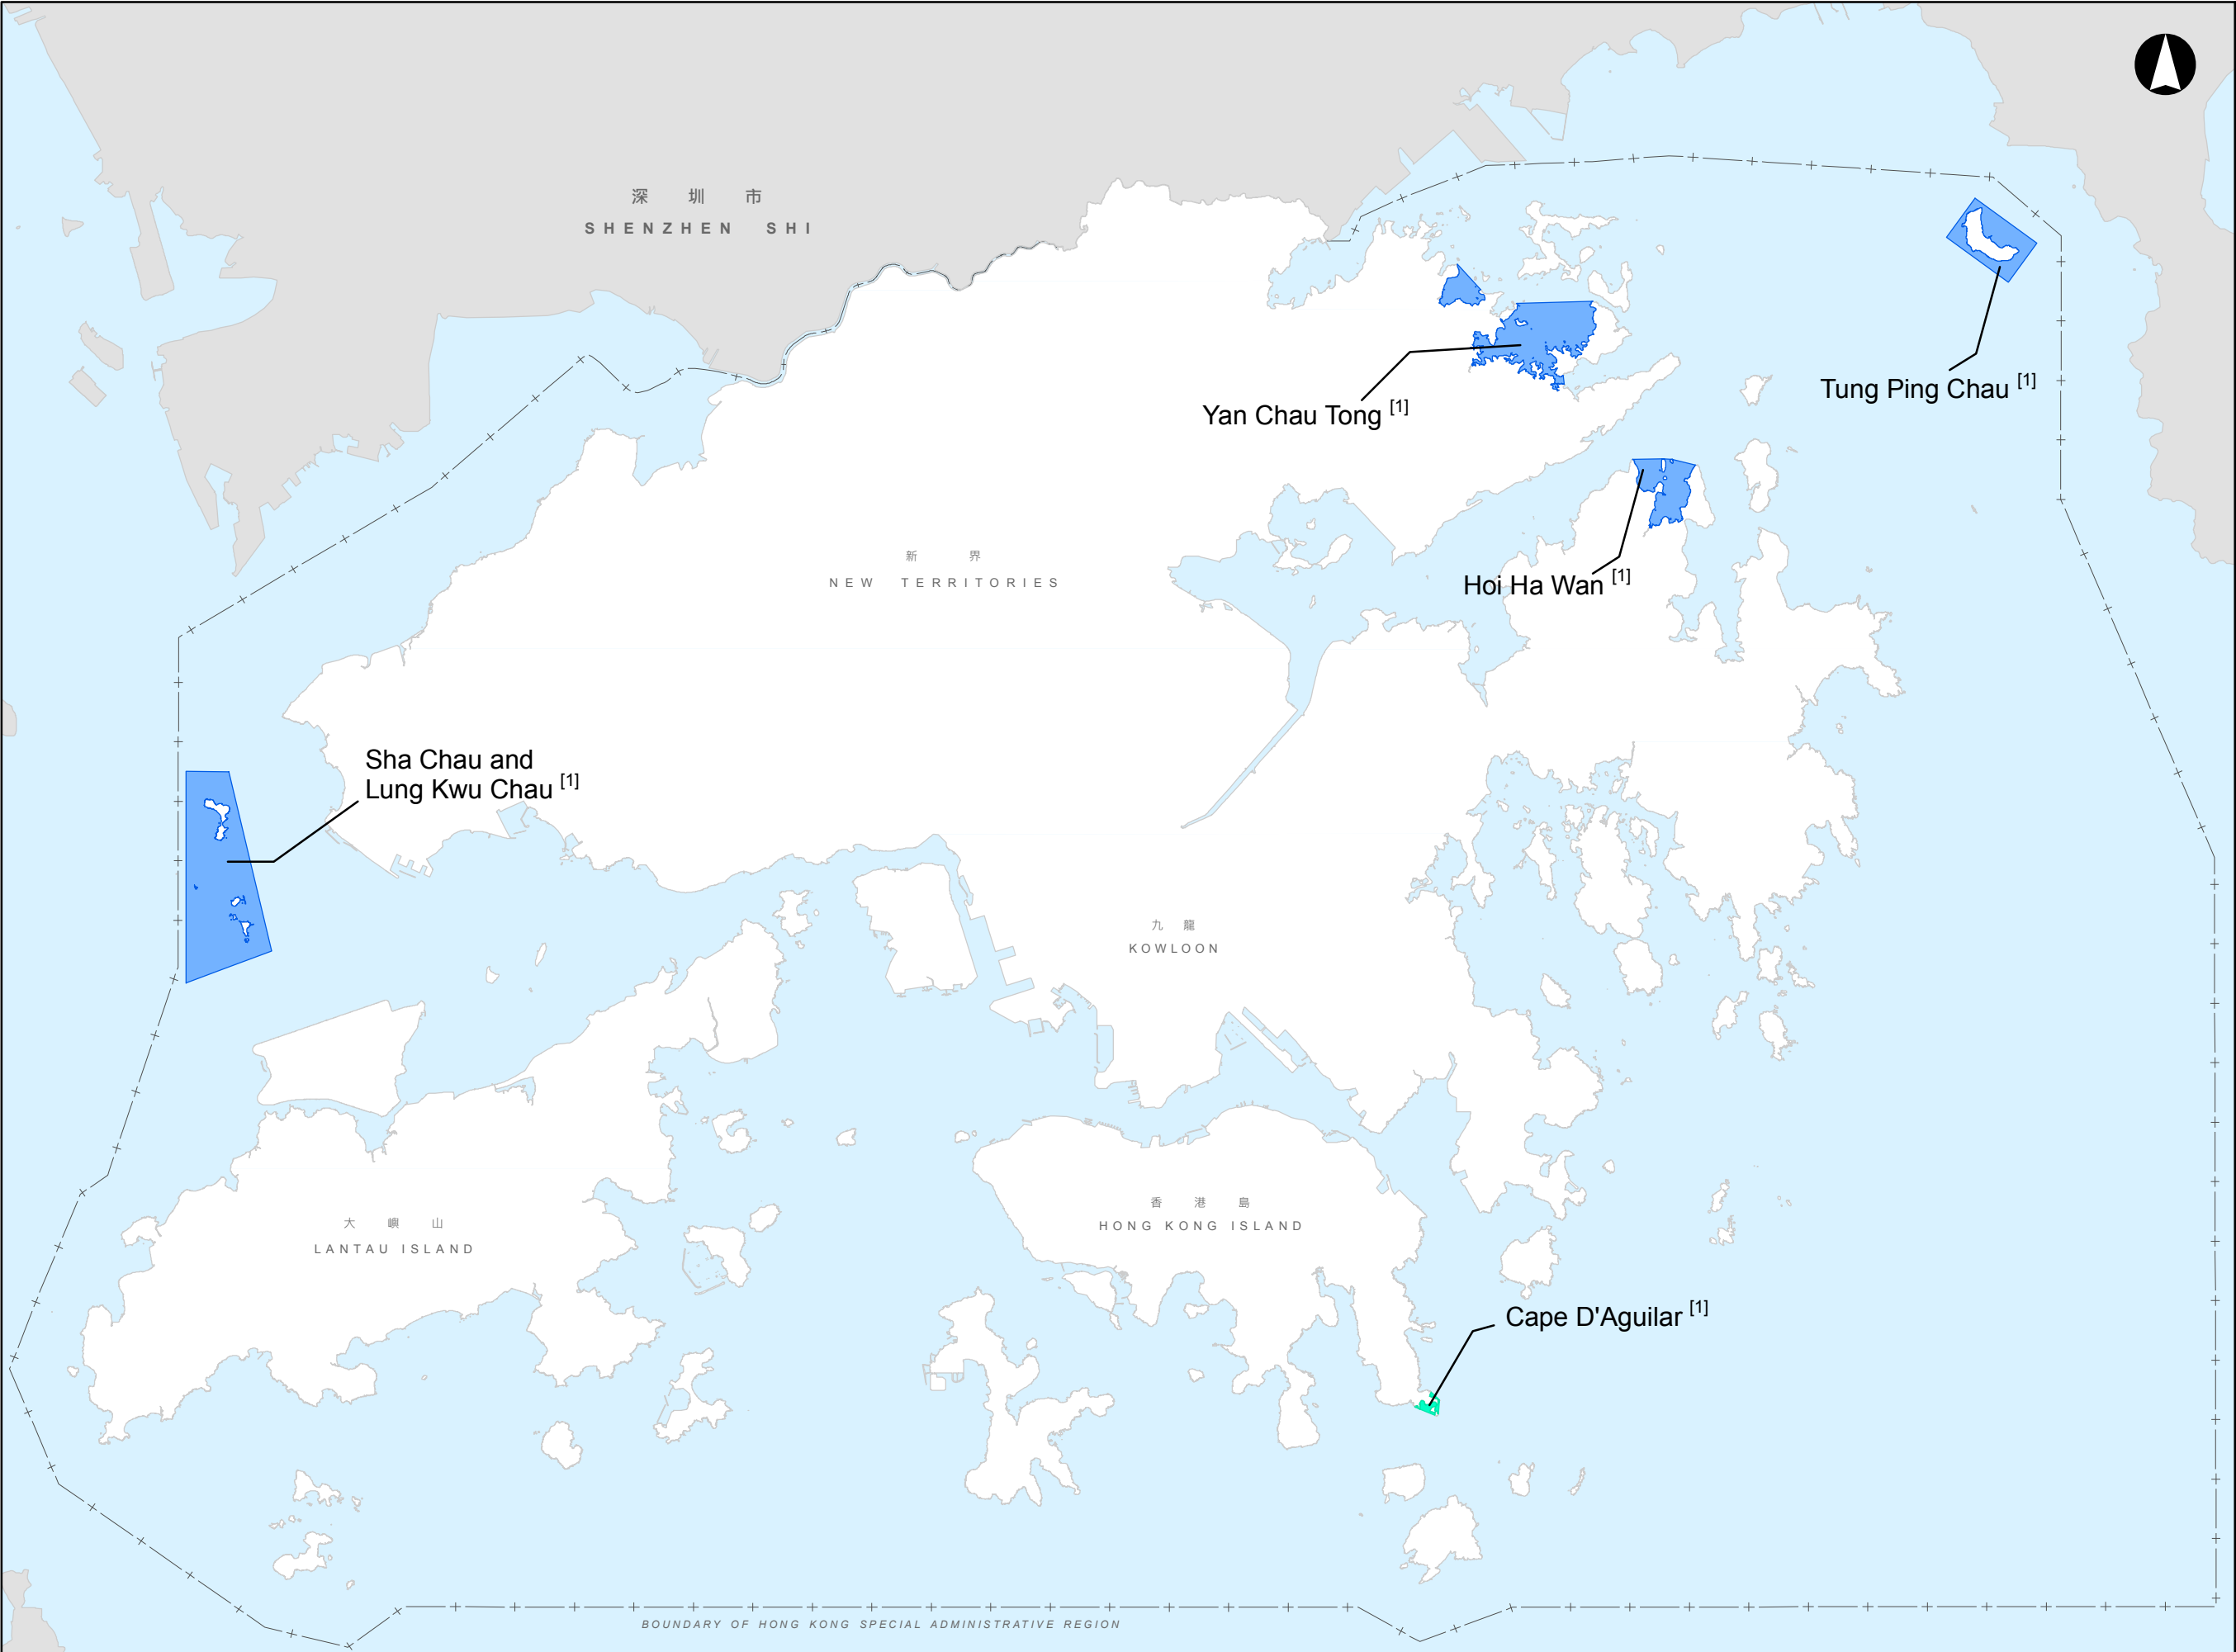 深 圳 市
SHENZHEN SHI
Tung Ping Chau [1]
Yan Chau Tong [1]
新 界
NEW TERRITORIES
Hoi Ha Wan [1]
Sha Chau and
Lung Kwu Chau [1]
九 龍
KOWLOON
香 港 島
HONG KONG ISLAND
大 嶼 山
LANTAU ISLAND
Cape D'Aguilar [1]
BOUNDARY OF HONG KONG SPECIAL ADMINISTRATIVE REGION